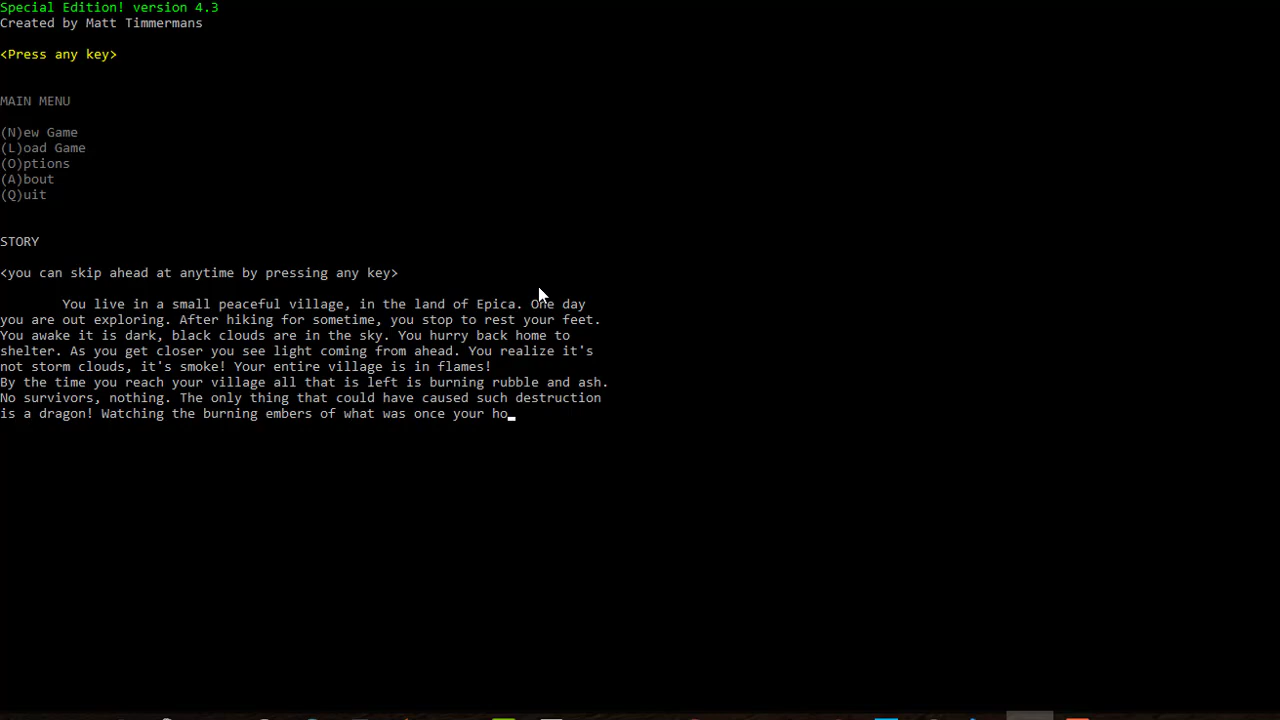 Special Edition! version 4.3
Created by Matt Timmermans
<Press any key>
MAIN MENU
(N)ew Game
(L)oad Game
(O)ptions
(A)bout
(Q)uit
STORY
<you can skip ahead at anytime by pressing any key>
You live in a small peaceful village, in the land of Epica. One day
you are out exploring. After hiking for sometime, you stop to rest your feet.
You awake it is dark, black clouds are in the sky. You hurry back home to
shelter. As you get closer you see light coming from ahead. You realize it's
not storm clouds, it's smoke! Your entire village is in flames!
By the time you reach your village all that is left is burning rubble and ash.
No survivors, nothing. The only thing that could have caused such destruction
is a dragon! Watching the burning embers of what was once your ho